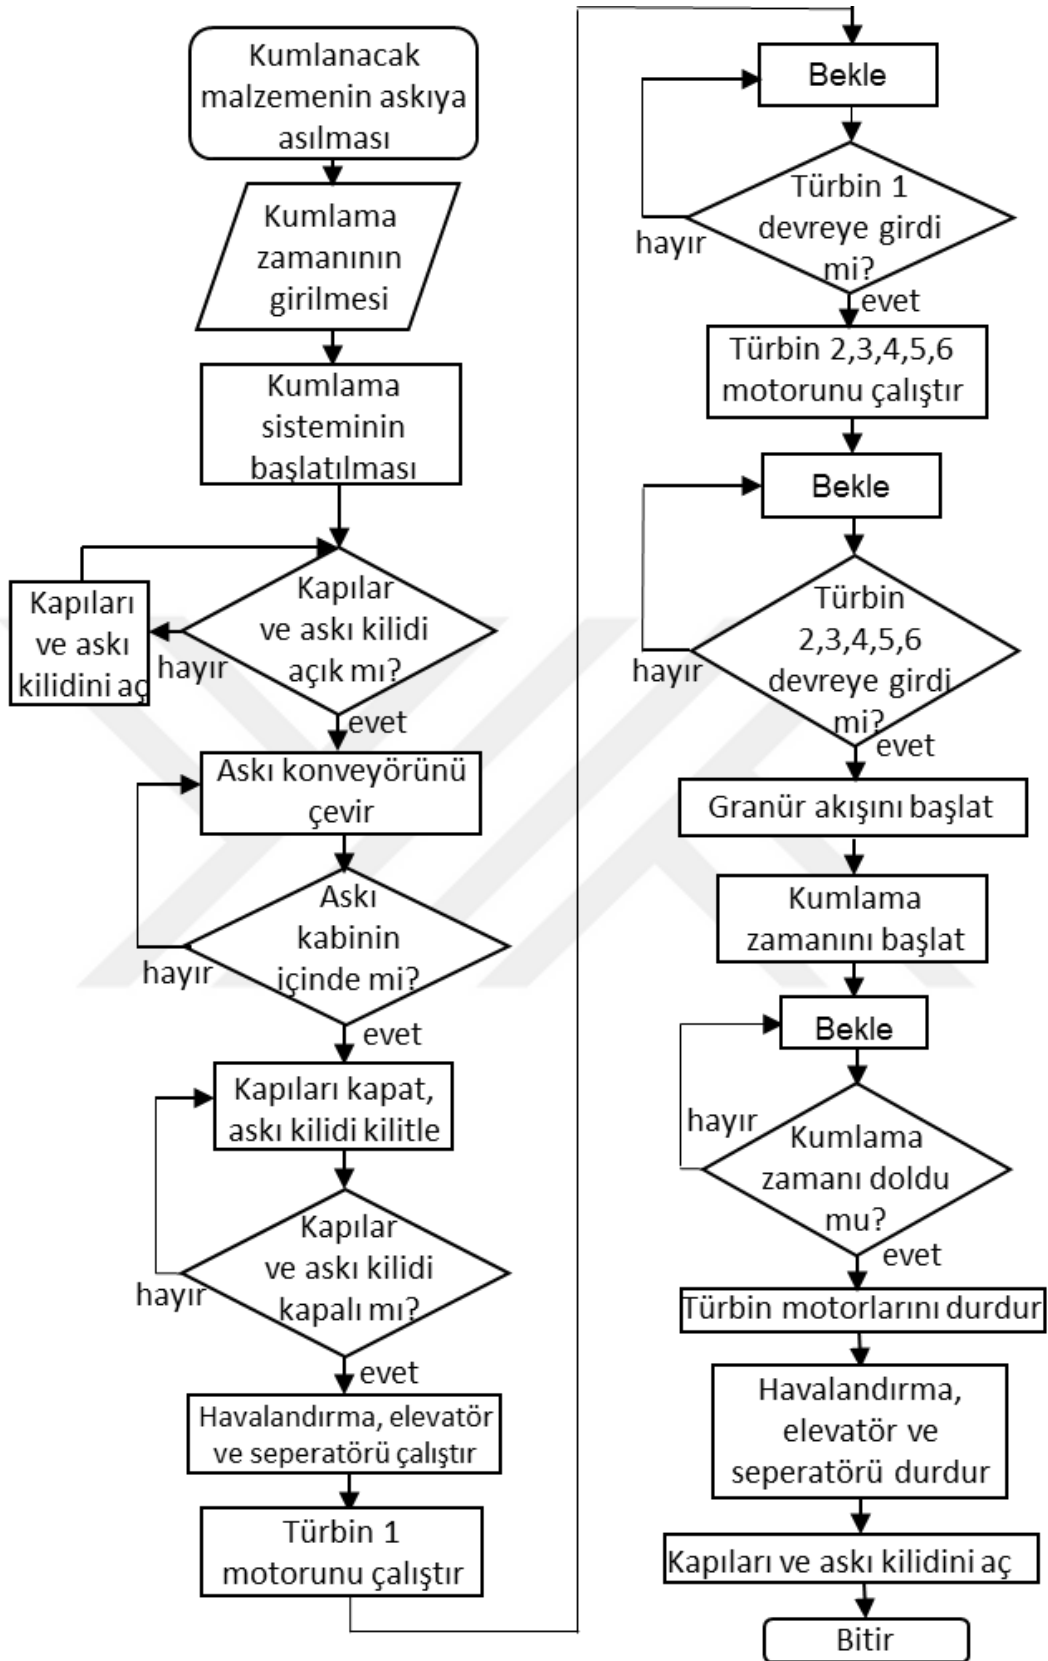 Kumlanacak
malzemenin askıya
asılması
Kumlama
zamanının
girilmesi
Kumlama
sisteminin
başlatılması
Kapılar
ve askı kilidi
açık mı?
hayır
Kapıları
ve askı
kilidini aç
evet
Askı konveyörünü
çevir
Askı
kabinin
içinde mi?
hayır
evet
Kapıları kapat,
askı kilidi kilitle
Kapılar
ve askı kilidi
kapalı mı?
hayır
evet
Havalandırma, elevatör
ve seperatörü çalıştır
Türbin 1
motorunu çalıştır
Bekle
Türbin 1
devreye girdi
mi?
hayır
evet
Türbin 2,3,4,5,6
motorunu çalıştır
Bekle
Türbin
2,3,4,5,6
devreye girdi
mi?
hayır
evet
Granür akışını başlat
Kumlama
zamanını başlat
Bekle
hayır
Kumlama
zamanı doldu
mu?
evet
Türbin motorlarını durdur
Havalandırma,
elevatör ve
seperatörü durdur
Kapıları ve askı kilidini aç
Bitir